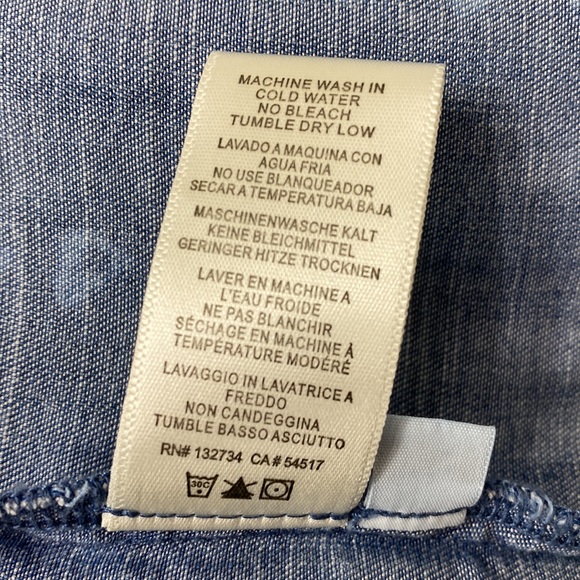 MACHINE WASH IN
COLD WATER
NO BLEACH
TUMBLE DRY LOW
LAVADO A MAQUINA CON
AGUA FRIA
NO USE BLANQUEADOR
SECAR A TEMPERATURA BAJA
MASCHINENWASCHE KALT
KEINE BLEICHMITTEL
GERINGER HITZE TROCKNEN
LAVER EN MACHINE A
L'EAU FROIDE
NE PAS BLANCHIR
SÉCHAGE EN MACHINE À
TEMPÉRATURE MODÉRÉ
LAVAGGIO IN LAVATRICE A
FREDDO
NON CANDEGGINA
TUMBLE BASSO ASCIUTTO
RN# 132734 CA# 54517
30C